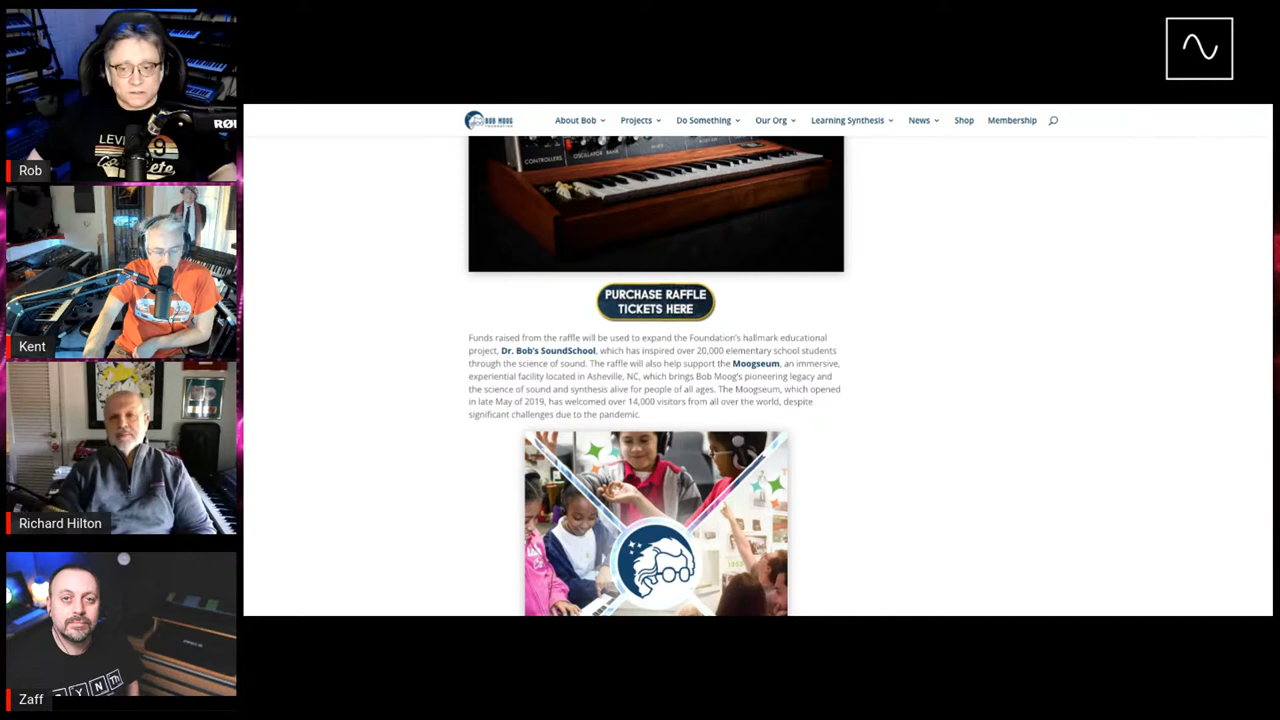 Rob
Kent
Richard Hilton
Zaff
BOB MOOG
FOUNDATION
About Bob
Projects
Do Something
Our Org
Learning Synthesis
News
Shop
Membership
CONTROLLERS
OSCILLATOR BANK
PURCHASE RAFFLE
TICKETS HERE
Funds raised from the raffle will be used to expand the Foundation's hallmark educational
project, Dr. Bob's SoundSchool, which has inspired over 20,000 elementary school students
through the science of sound. The raffle will also help support the Moogseum, an immersive,
experiential facility located in Asheville, NC, which brings Bob Moog's pioneering legacy and
the science of sound and synthesis alive for people of all ages. The Moogseum, which opened
in late May of 2019, has welcomed over 14,000 visitors from all over the world, despite
significant challenges due to the pandemic.